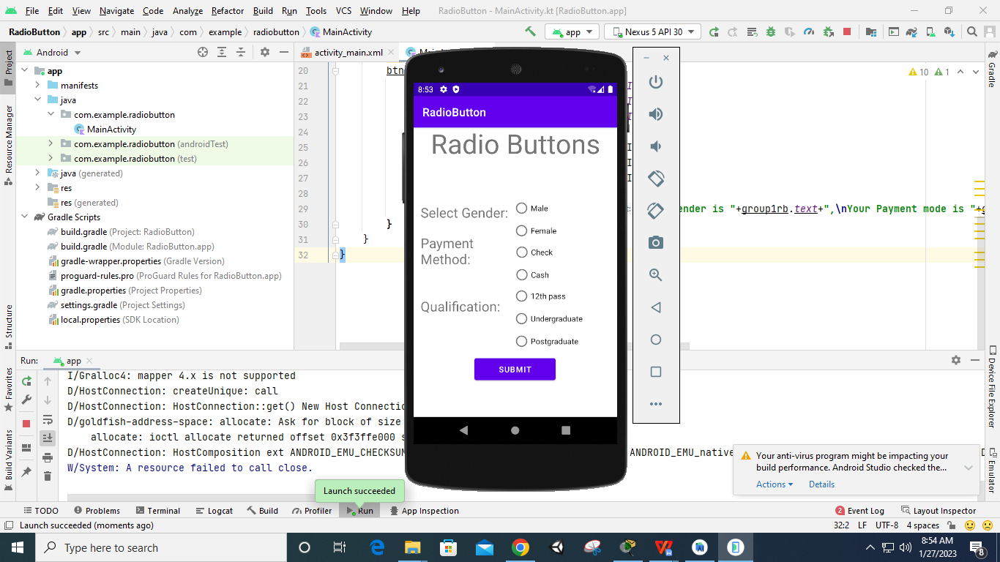 File Edit View Navigate Code Analyze Refactor Build Run Tools VCS Window Help RadioButton - MainActivity.kt [RadioButton.app]
RadioButton app src main java com example radiobutton MainActivity app Nexus 5 API 30
Project
Resource Manager
Structure
Favorites
Build Variants
Android
app
manifests
java
com.example.radiobutton
MainActivity
com.example.radiobutton (androidTest)
com.example.radiobutton (test)
java (generated)
res
res (generated)
Gradle Scripts
build.gradle (Project: RadioButton)
build.gradle (Module: RadioButton.app)
gradle-wrapper.properties (Gradle Version)
proguard-rules.pro (ProGuard Rules for RadioButton.app)
gradle.properties (Project Properties)
settings.gradle (Project Settings)
local.properties (SDK Location)
activity_main.xml
10 1
20 btn
21
22
23
24
25
26
27
28
29 ender is "+group1rb.text+",\nYour Payment mode is "+g
30 }
31 }
32 }
8:53
RadioButton
Radio Buttons
Select Gender:
Male
Female
Payment
Method:
Check
Cash
Qualification:
12th pass
Undergraduate
Postgraduate
SUBMIT
Gradle
Device File Explorer
Emulator
Run: app
I/Gralloc4: mapper 4.x is not supported
D/HostConnection: createUnique: call
D/HostConnection: HostConnection::get() New Host Connectio
D/goldfish-address-space: allocate: Ask for block of size
allocate: ioctl allocate returned offset 0x3f3ffe000 s
D/HostConnection: HostComposition ext ANDROID_EMU_CHECKSUM ANDROID_EMU_native
W/System: A resource failed to call close.
Launch succeeded
Your anti-virus program might be impacting your
build performance. Android Studio checked the...
Actions Details
TODO Problems Terminal Logcat Build Profiler Run App Inspection 2 Event Log Layout Inspector
Launch succeeded (moments ago) 32:2 LF UTF-8 4 spaces
Type here to search
8:54 AM
1/27/2023
8